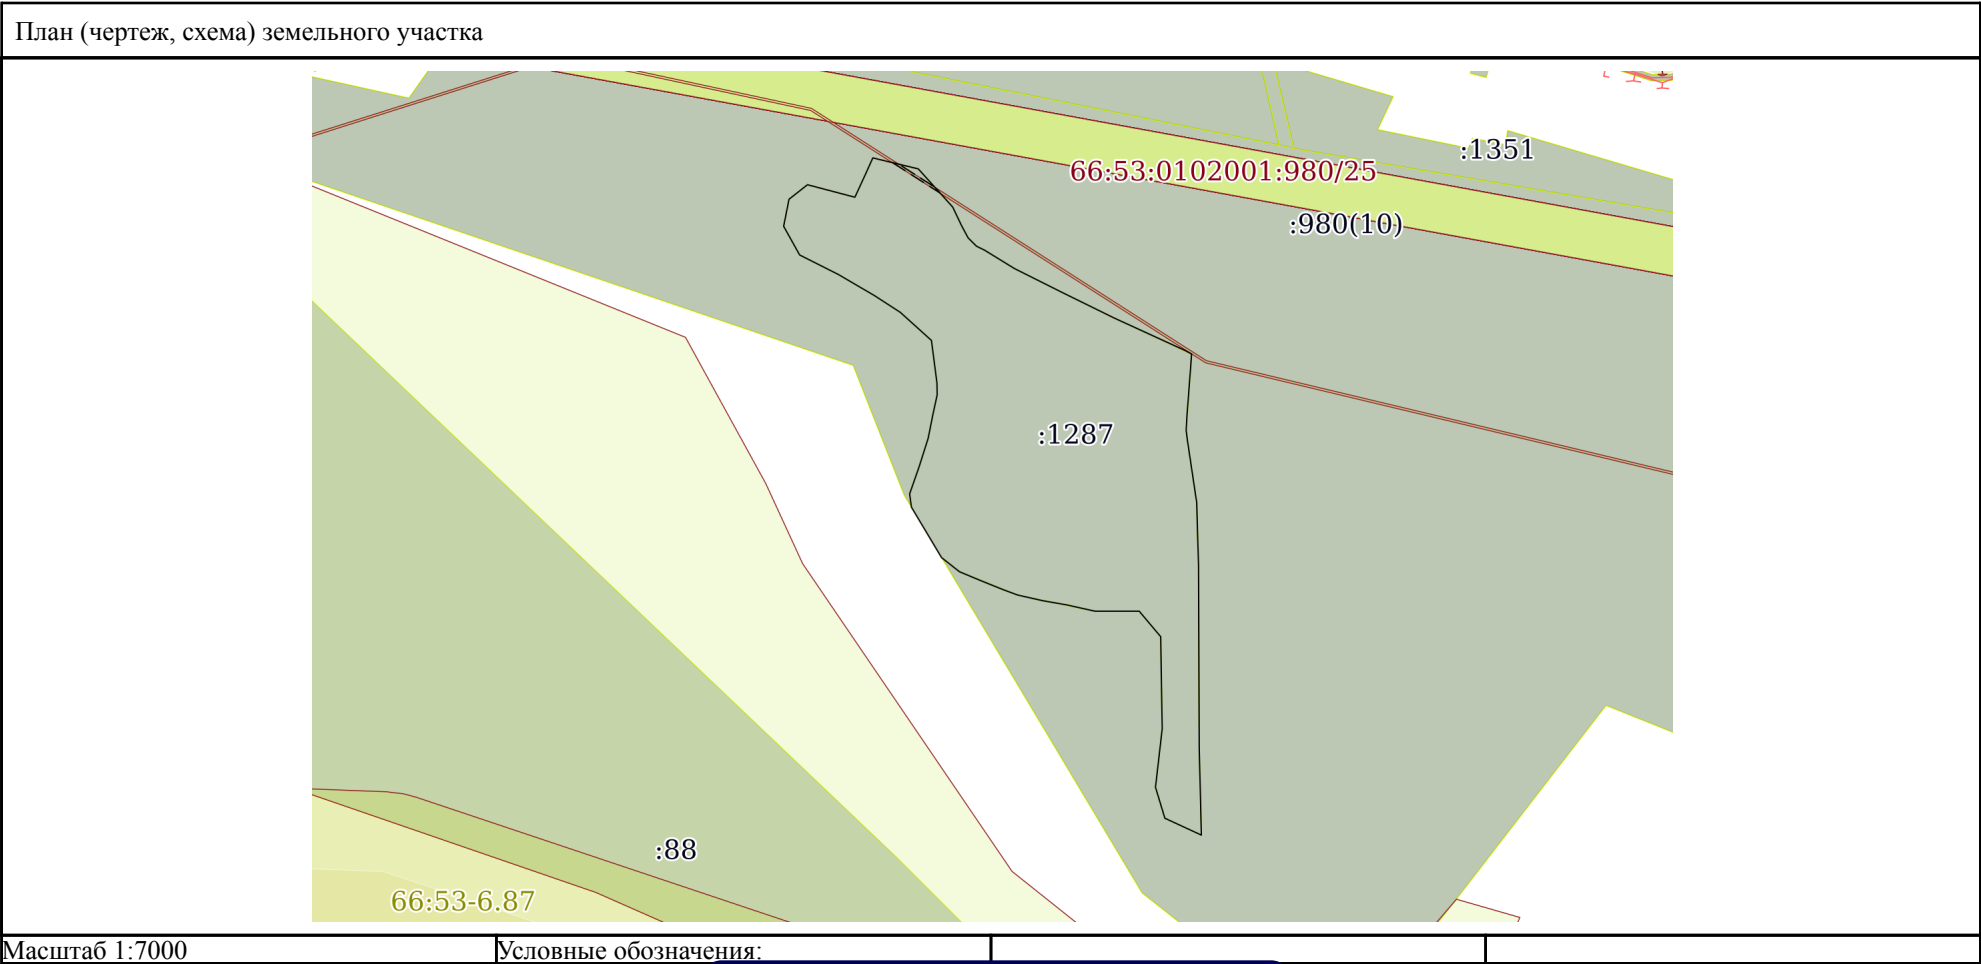 План (чертеж, схема) земельного участка
:1351
66:53:0102001:980/25
:980(10)
:1287
:88
66:53-6.87
Масштаб 1:7000
Условные обозначения: